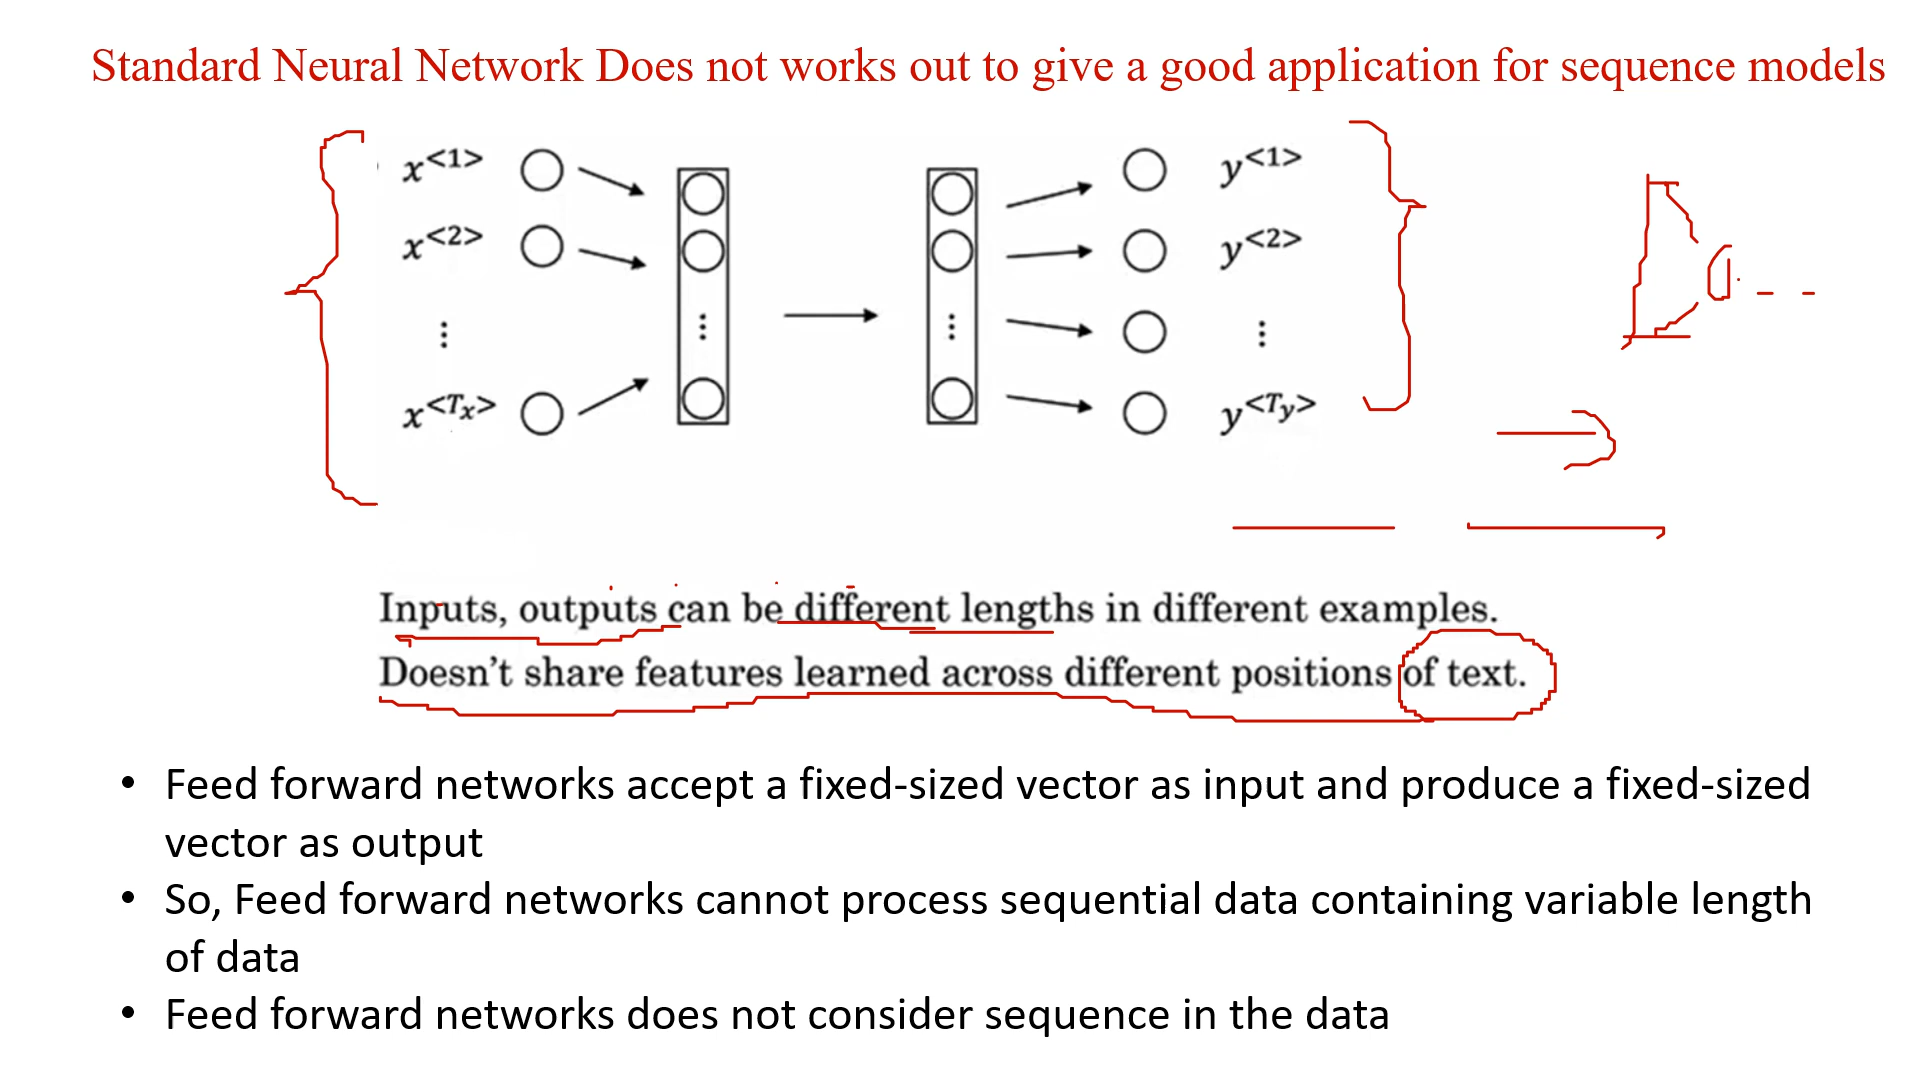 Standard Neural Network Does not works out to give a good application for sequence models
x<1> y<1>
x<2> y<2>
⋮ ⋮ ⋮ ⋮
x<Tx> y<Ty>
Inputs, outputs can be different lengths in different examples.
Doesn't share features learned across different positions of text.
• Feed forward networks accept a fixed-sized vector as input and produce a fixed-sized
vector as output
• So, Feed forward networks cannot process sequential data containing variable length
of data
• Feed forward networks does not consider sequence in the data